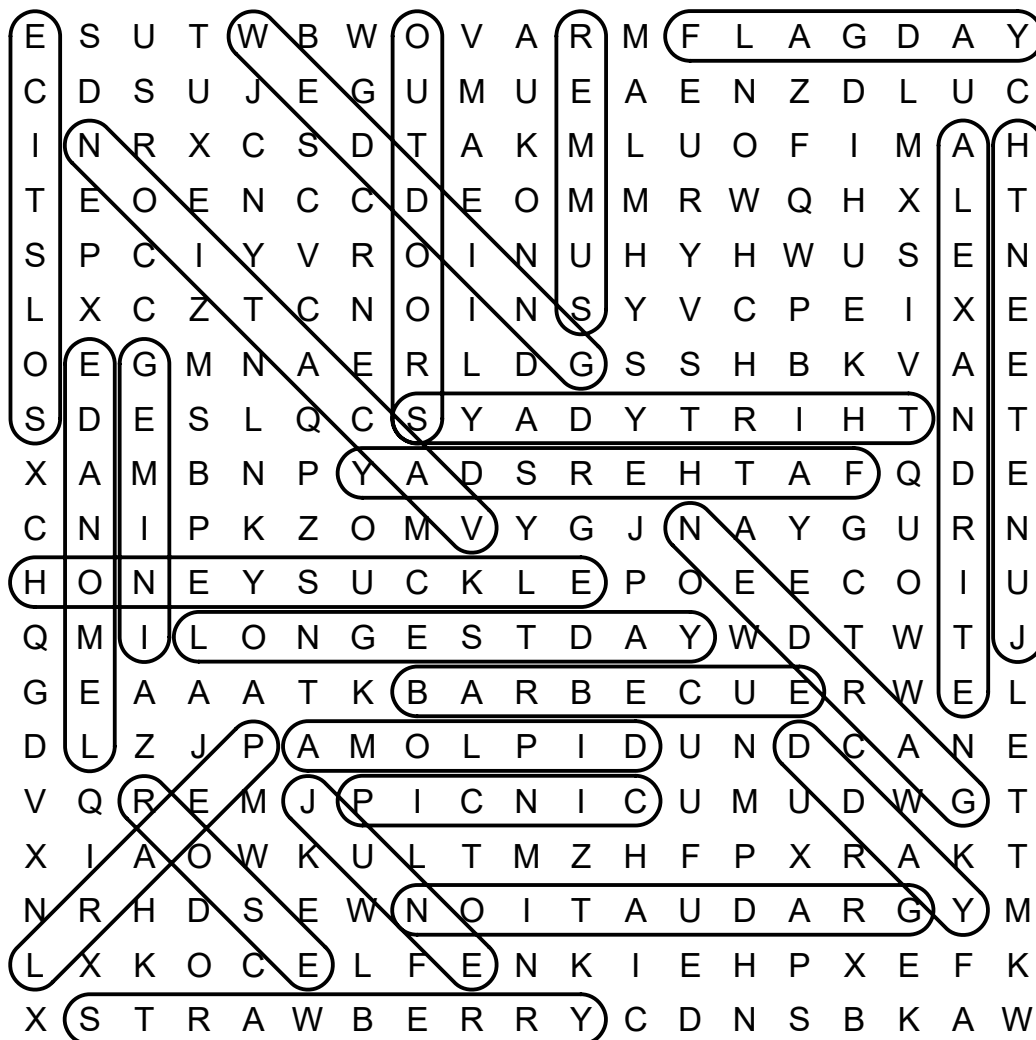 E S U T W B W O V A R M F L A G D A Y
C D S U J E G U M U E A E N Z D L U C
I N R X C S D T A K M L U O F I M A H
T E O E N C C D E O M M R W Q H X L T
S P C I Y V R O I N U H Y H W U S E N
L X C Z T C N O I N S Y V C P E I X E
O E G M N A E R L D G S S H B K V A E
S D E S L Q C S Y A D Y T R I H T N T
X A M B N P Y A D S R E H T A F Q D E
C N I P K Z O M V Y G J N A Y G U R N
H O N E Y S U C K L E P O E E C O I U
Q M I L O N G E S T D A Y W D T W T J
G E A A A T K B A R B E C U E R W E L
D L Z J P A M O L P I D U N D C A N E
V Q R E M J P I C N I C U M U D W G T
X I A O W K U L T M Z H F P X R A K T
N R H D S E W N O I T A U D A R G Y M
L X K O C E L F E N K I E H P X E F K
X S T R A W B E R R Y C D N S B K A W